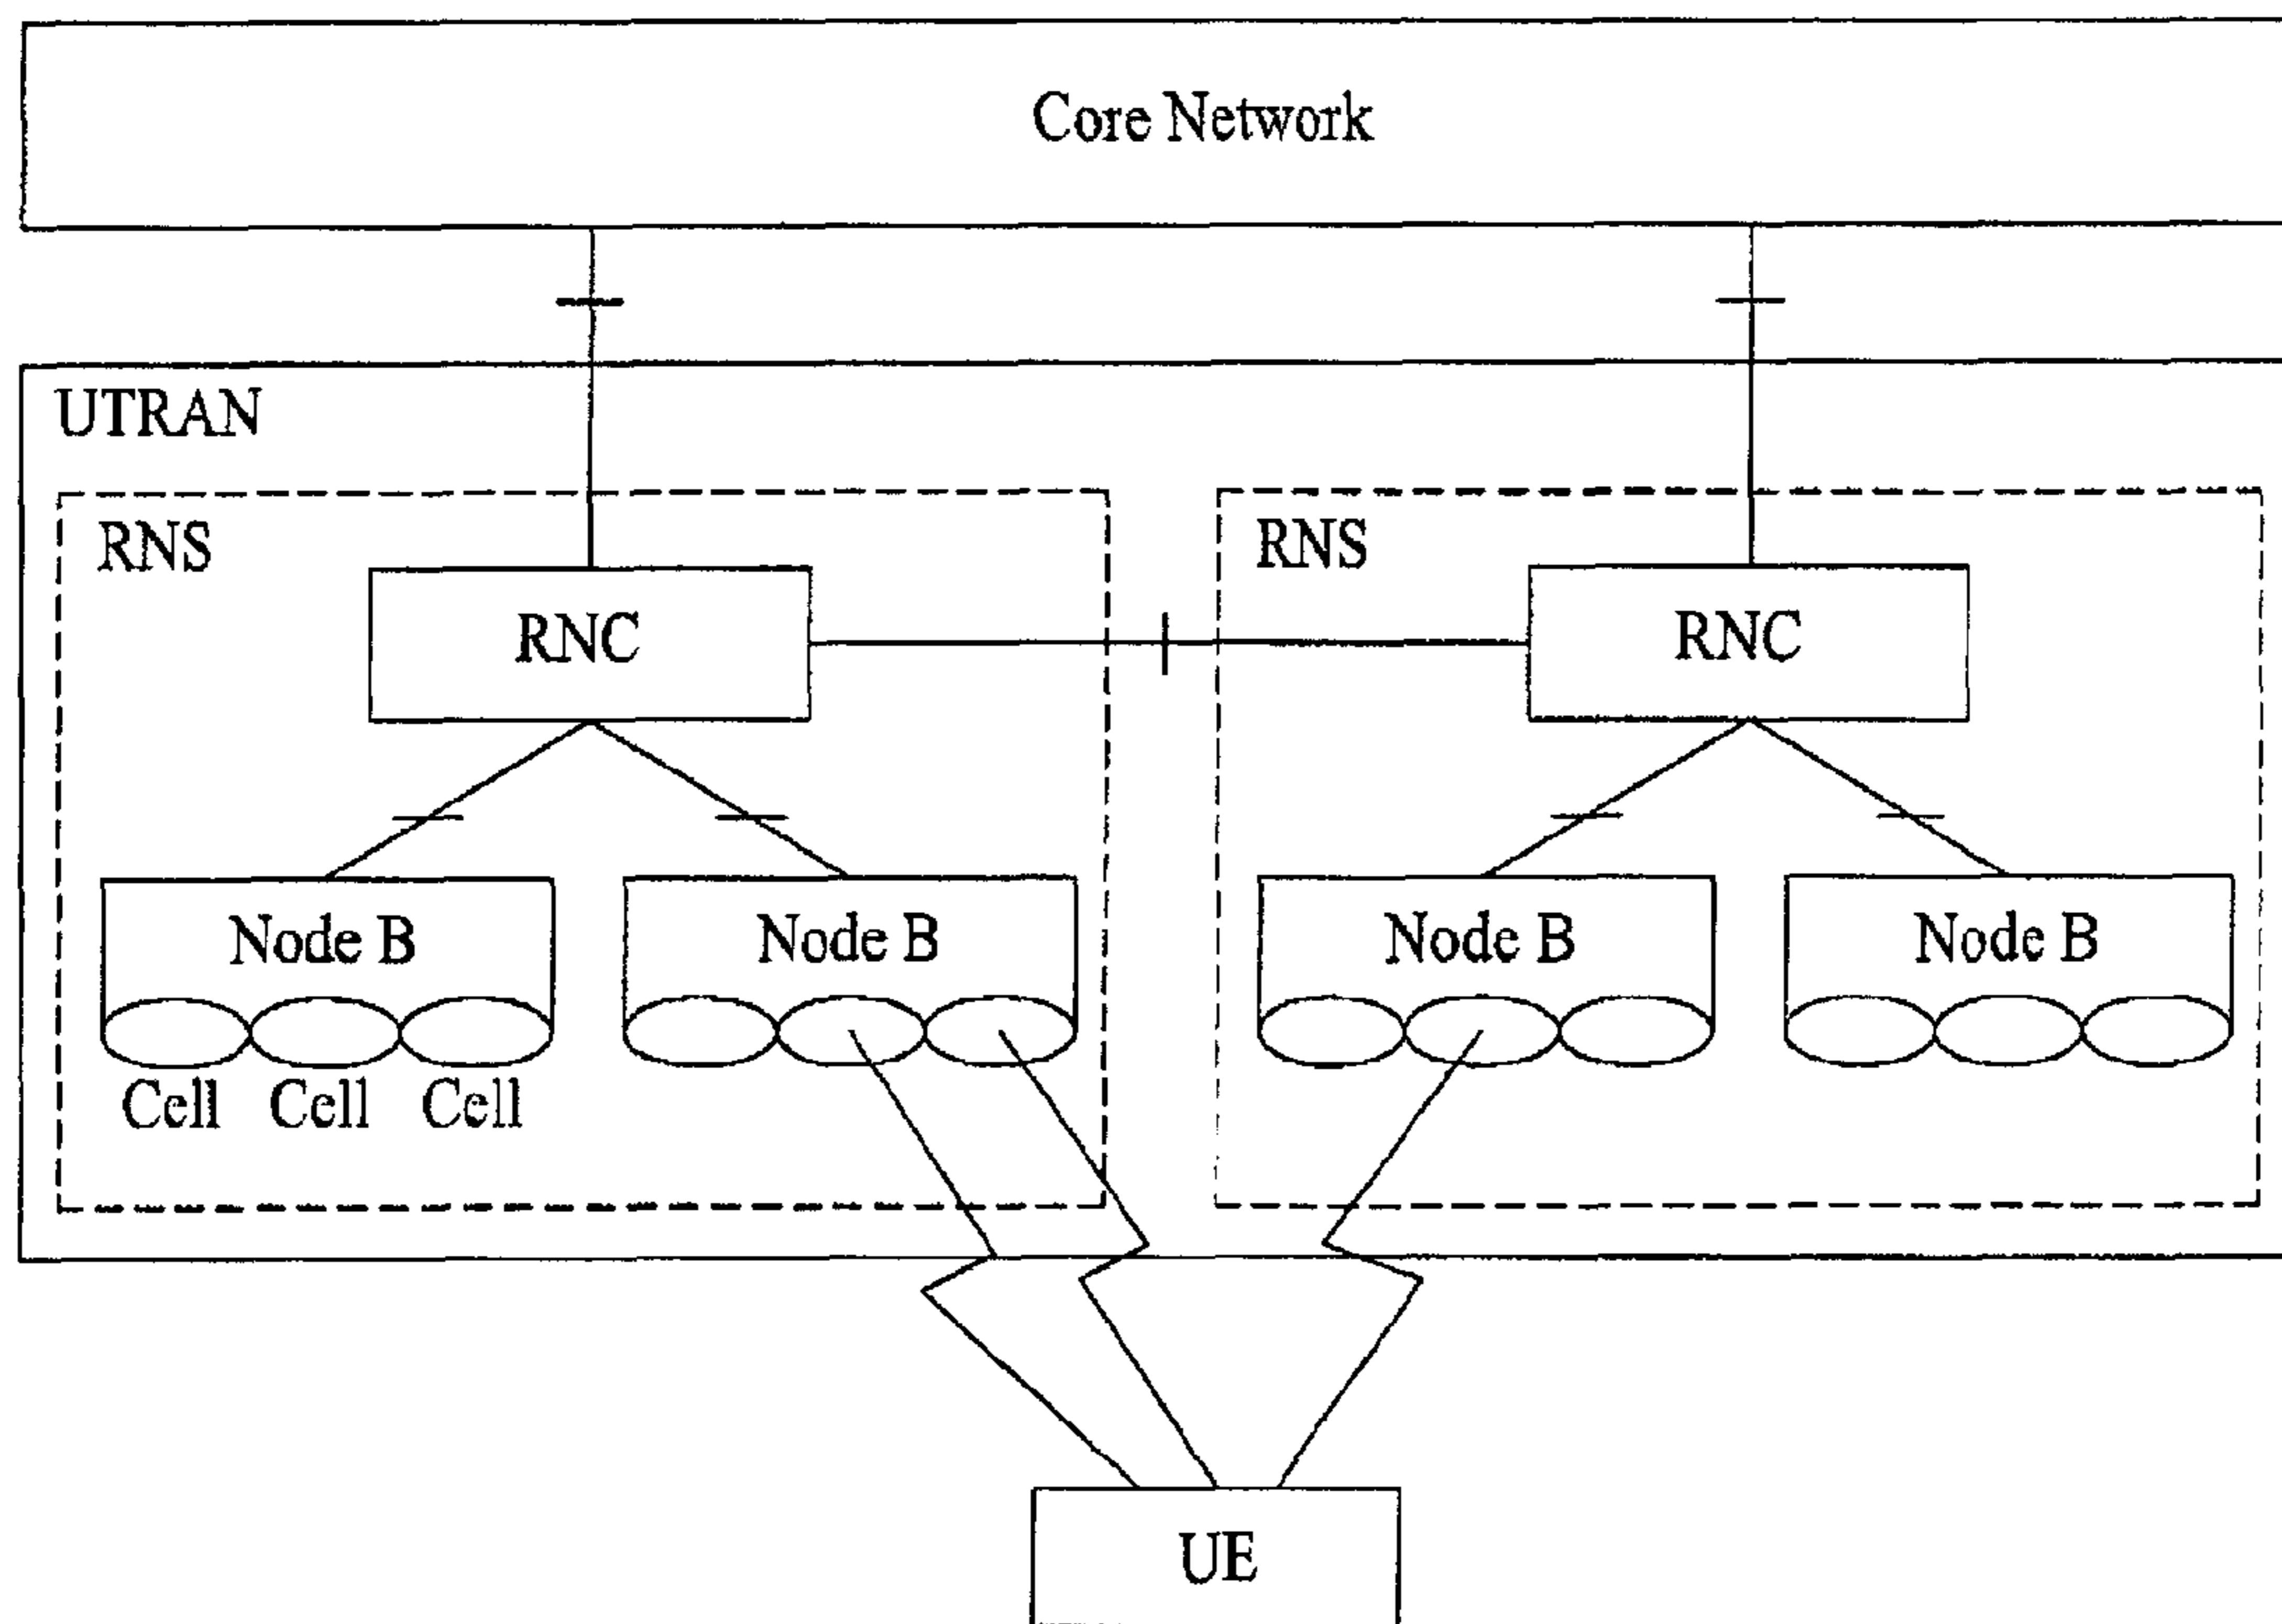 Core Network
UTRAN
RNS
RNS
RNC
RNC
Node B
Node B
Node B
Node B
Cell
Cell
Cell
UE